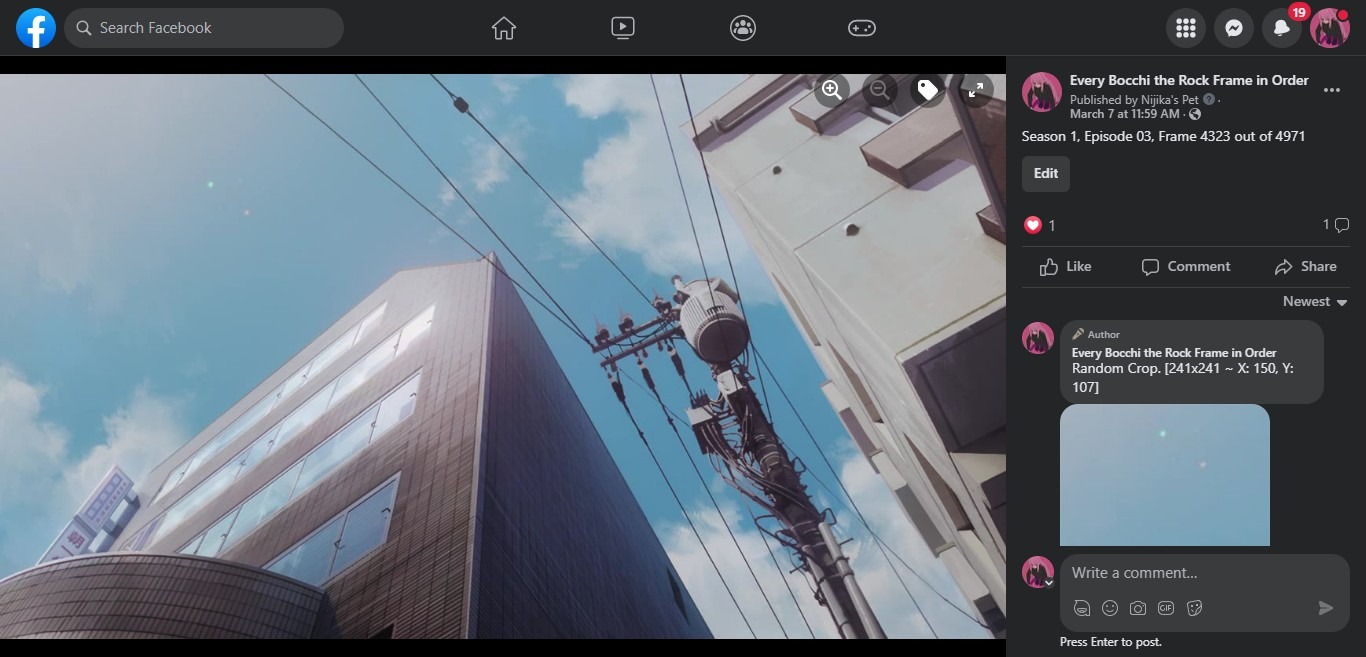 Search Facebook
19
Every Bocchi the Rock Frame in Order
Published by Nijika's Pet ·
March 7 at 11:59 AM ·
Season 1, Episode 03, Frame 4323 out of 4971
Edit
1
1
Like
Comment
Share
Newest
Author
Every Bocchi the Rock Frame in Order
Random Crop. [241x241 ~ X: 150, Y:
107]
Write a comment...
GIF
Press Enter to post.